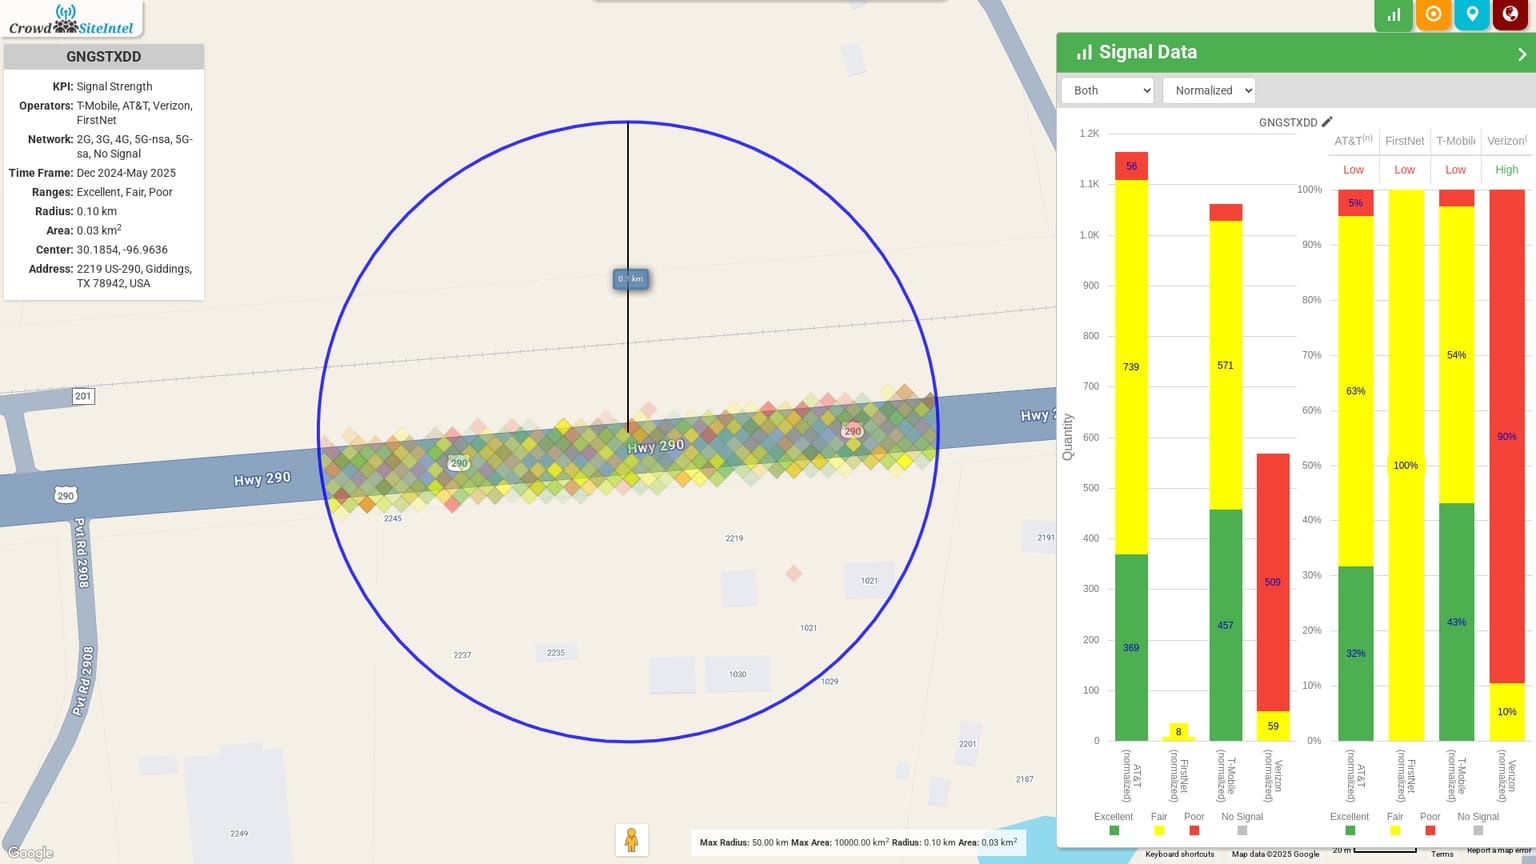 Crowd SiteIntel
GNGSTXDD
KPI: Signal Strength
Operators: T-Mobile, AT&T, Verizon,
FirstNet
Network: 2G, 3G, 4G, 5G-nsa, 5G-
sa, No Signal
Time Frame: Dec 2024-May 2025
Ranges: Excellent, Fair, Poor
Radius: 0.10 km
Area: 0.03 km²
Center: 30.1854, -96.9636
Address: 2219 US-290, Giddings,
TX 78942, USA
km
201
290
Hwy 290
290
Hwy 290
290
Hwy 2
Pvt Rd 2908
Pvt Rd 2908
2245
2219
2191
1021
1021
2237
2235
1030
1029
2201
2187
2249
Google
Max Radius: 50.00 km Max Area: 10000.00 km² Radius: 0.10 km Area: 0.03 km²
Signal Data
Both
Normalized
GNGSTXDD
Quantity
1.2K
1.1K
1.0K
900
800
700
600
500
400
300
200
100
0
56
739
369
8
571
457
509
59
AT&T
(normalized)
FirstNet
(normalized)
T-Mobile
(normalized)
Verizon
(normalized)
Excellent Fair Poor No Signal
AT&T(n) FirstNet T-Mobile Verizon(
Low Low Low High
100%
90%
80%
70%
60%
50%
40%
30%
20%
10%
0%
5%
63%
32%
100%
54%
43%
90%
10%
AT&T
(normalized)
FirstNet
(normalized)
T-Mobile
(normalized)
Verizon
(normalized)
Excellent Fair Poor No Signal
Keyboard shortcuts Map data ©2025 Google 20 m Terms Report a map error